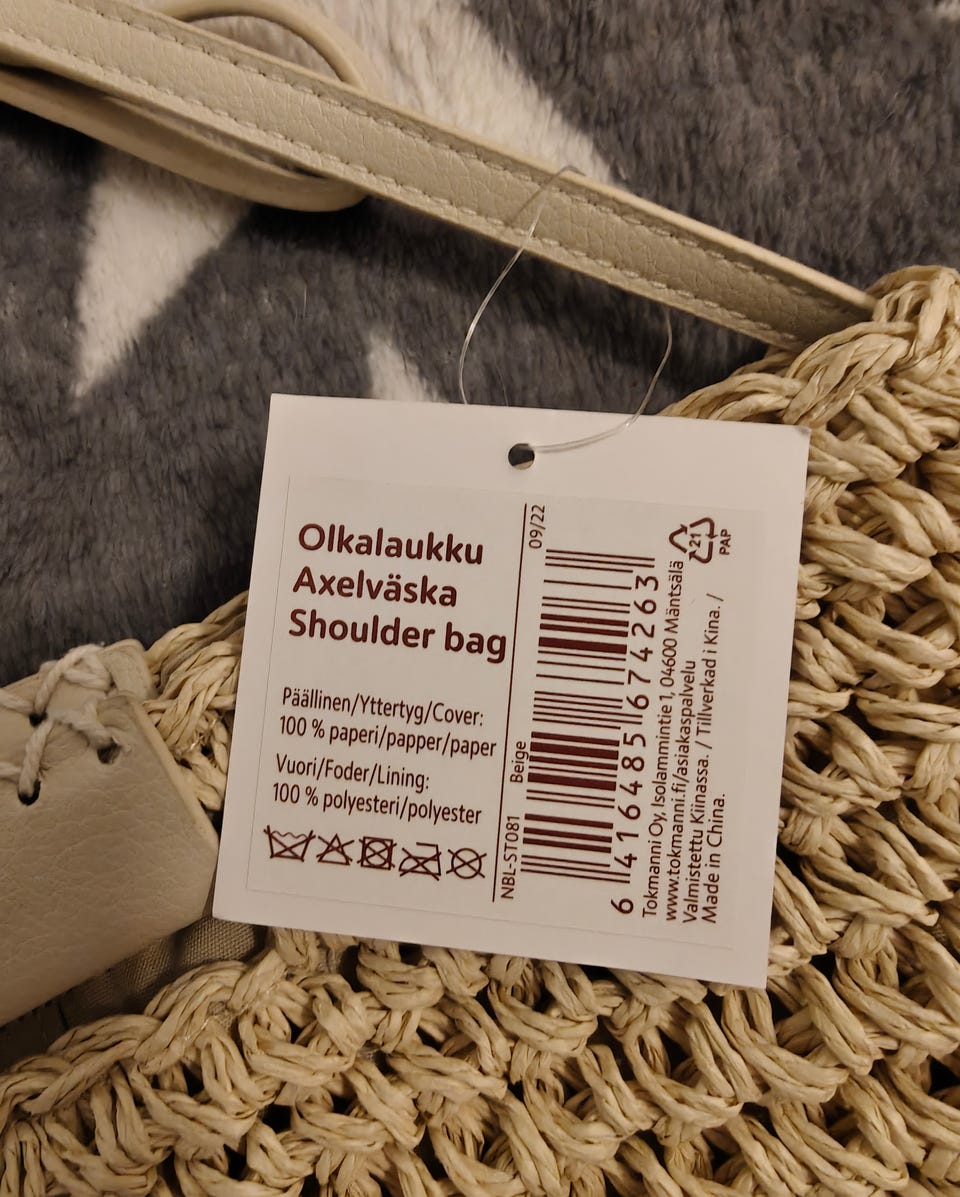 Olkalaukku
Axelväska
Shoulder bag
Päällinen/Yttertyg/Cover:
100 % paperi/papper/paper
Vuori/Foder/Lining:
100 % polyesteri/polyester
NBL-ST081 Beige 09/22
6 416485 674263
Tokmanni Oy, Isolammintie 1, 04600 Mäntsälä
www.tokmanni.fi/asiakaspalvelu
Valmistettu Kiinassa. / Tillverkad i Kina. /
Made in China.
21
PAP